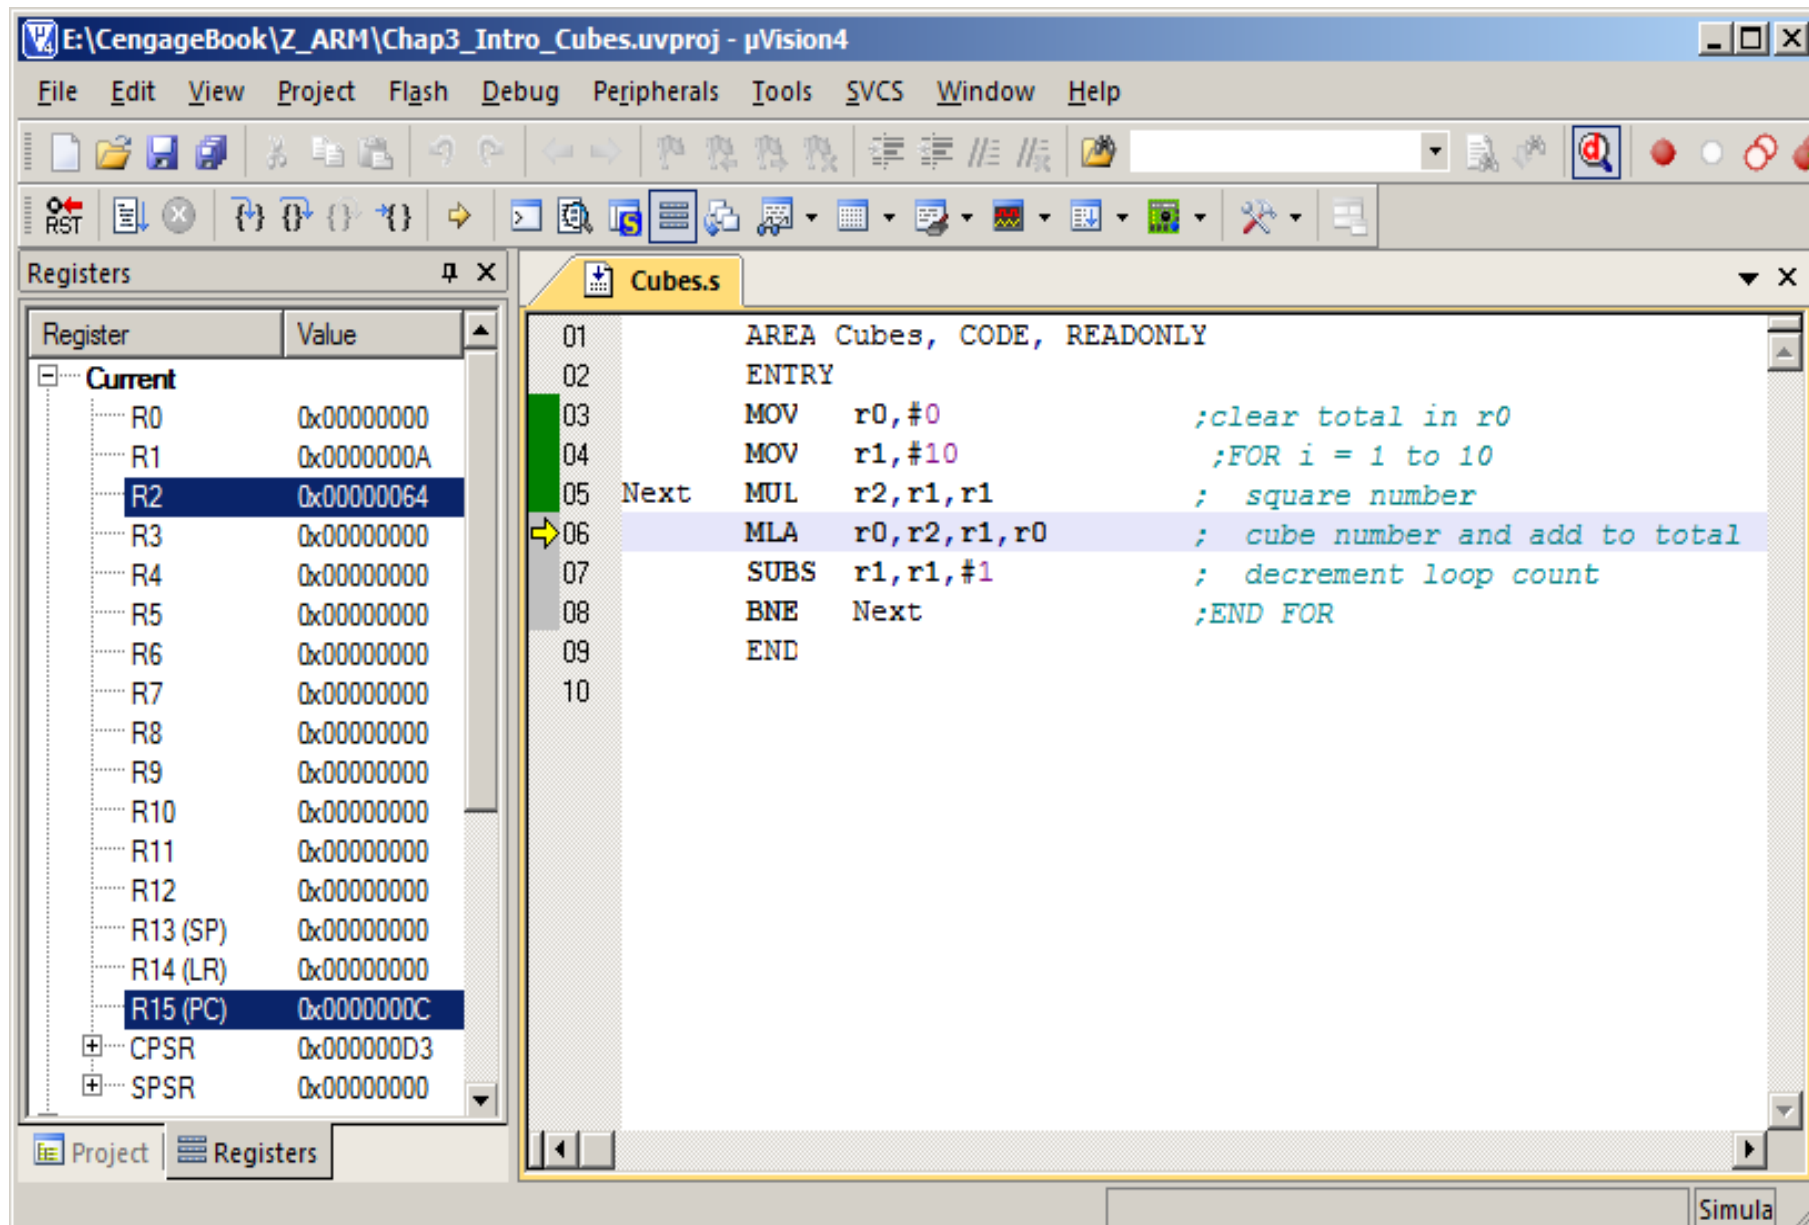 E:\CengageBook\Z_ARM\Chap3_Intro_Cubes.uvproj - µVision4
File Edit View Project Flash Debug Peripherals Tools SVCS Window Help
RST
Registers
Cubes.s
Register Value
Current
R0 0x00000000
R1 0x0000000A
R2 0x00000064
R3 0x00000000
R4 0x00000000
R5 0x00000000
R6 0x00000000
R7 0x00000000
R8 0x00000000
R9 0x00000000
R10 0x00000000
R11 0x00000000
R12 0x00000000
R13 (SP) 0x00000000
R14 (LR) 0x00000000
R15 (PC) 0x0000000C
CPSR 0x000000D3
SPSR 0x00000000
Project Registers
01 AREA Cubes, CODE, READONLY
02 ENTRY
03 MOV r0,#0 ;clear total in r0
04 MOV r1,#10 ;FOR i = 1 to 10
05 Next MUL r2,r1,r1 ; square number
06 MLA r0,r2,r1,r0 ; cube number and add to total
07 SUBS r1,r1,#1 ; decrement loop count
08 BNE Next ;END FOR
09 END
10
Simula